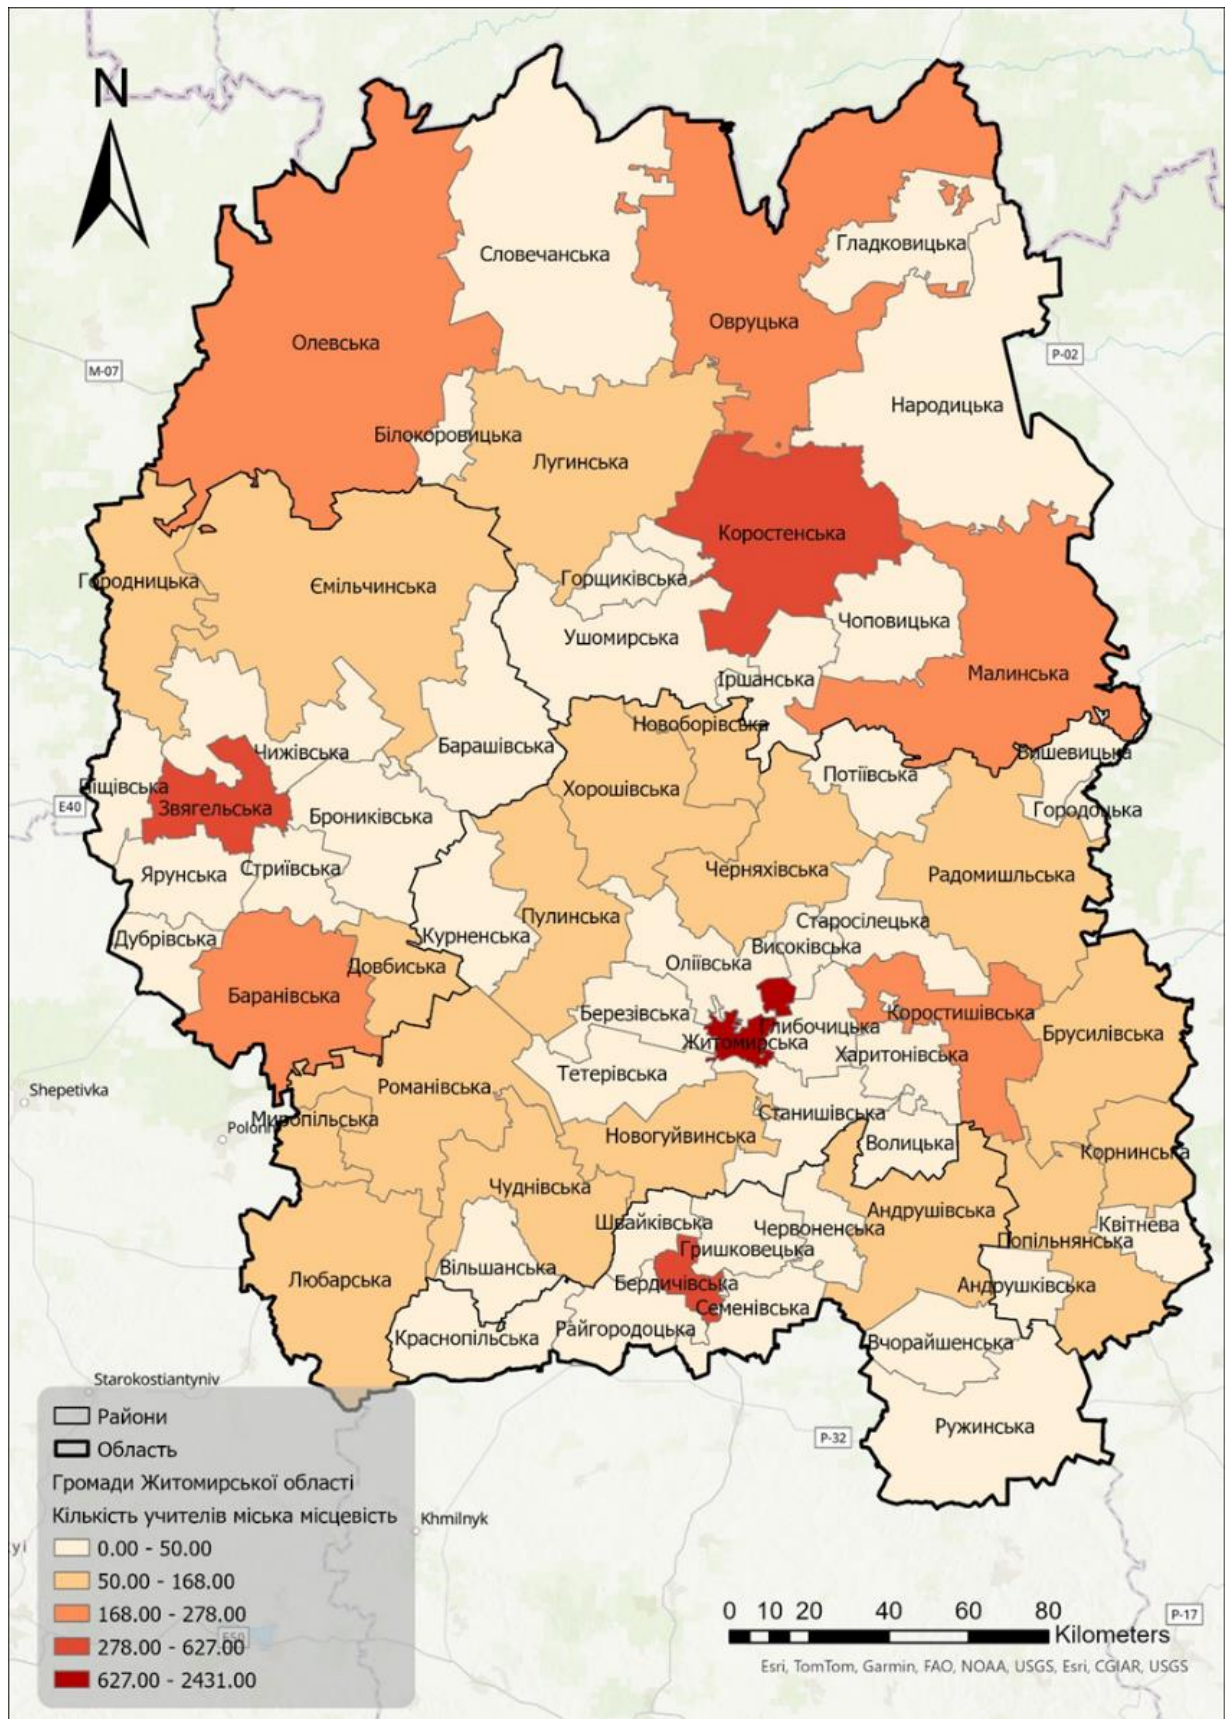 N
Словечанська
Гладковицька
Овруцька
Олевська
M-07
P-02
Народицька
Білокоровицька
Лугинська
Коростенська
Городницька
Ємільчинська
Горщиківська
Чоповицька
Ушомирська
Іршанська
Малинська
Новоборівська
Барашівська
Чижівська
Вишевицька
Потіївська
Хорошівська
Піщівська
E40
Звягельська
Городоцька
Брониківська
Черняхівська
Ярунська
Стриївська
Радомишльська
Пулинська
Старосілецька
Курненська
Дубрівська
Високівська
Оліївська
Довбиська
Баранівська
Березівська
Коростишівська
Глибочицька
Брусилівська
Житомирська
Харитонівська
Тетерівська
Shepetivka
Романівська
Миропільська
Станишівська
Polonne
Новогуйвинська
Волицька
Корнинська
Чуднівська
Андрушівська
Швайківська
Червоненська
Квітнева
Попільнянська
Гришковецька
Вільшанська
Любарська
Бердичівська
Андрушківська
Семенівська
Райгородоцька
Краснопільська
Вчорайшенська
Starokostiantyniv
Ружинська
P-32
Райони
Область
Громади Житомирської області
Кількість учителів міська місцевість
Khmilnyk
yi
0.00 - 50.00
50.00 - 168.00
168.00 - 278.00
278.00 - 627.00
E50
627.00 - 2431.00
0 10 20 40 60 80
Kilometers
P-17
Esri, TomTom, Garmin, FAO, NOAA, USGS, Esri, CGIAR, USGS